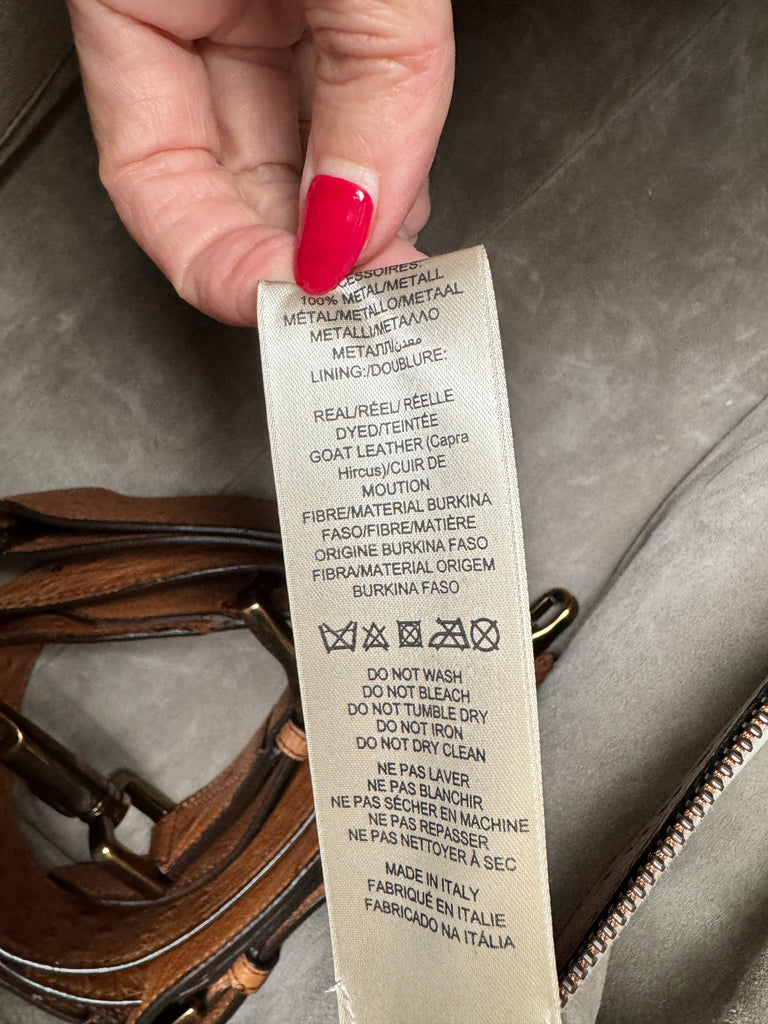 CESSOIRES:
100% METAL/METALL
MÉTAL/METALLO/METAAL
METALLI/ΜΕΤΑΛΛΟ
МЕТАЛЛ/معدن
LINING:/DOUBLURE:
REAL/RÉEL/ RÉELLE
DYED/TEINTÉE
GOAT LEATHER (Capra
Hircus)/CUIR DE
MOUTION
FIBRE/MATERIAL BURKINA
FASO/FIBRE/MATIÈRE
ORIGINE BURKINA FASO
FIBRA/MATERIAL ORIGEM
BURKINA FASO
DO NOT WASH
DO NOT BLEACH
DO NOT TUMBLE DRY
DO NOT IRON
DO NOT DRY CLEAN
NE PAS LAVER
NE PAS BLANCHIR
NE PAS SÉCHER EN MACHINE
NE PAS REPASSER
NE PAS NETTOYER À SEC
MADE IN ITALY
FABRIQUÉ EN ITALIE
FABRICADO NA ITÁLIA